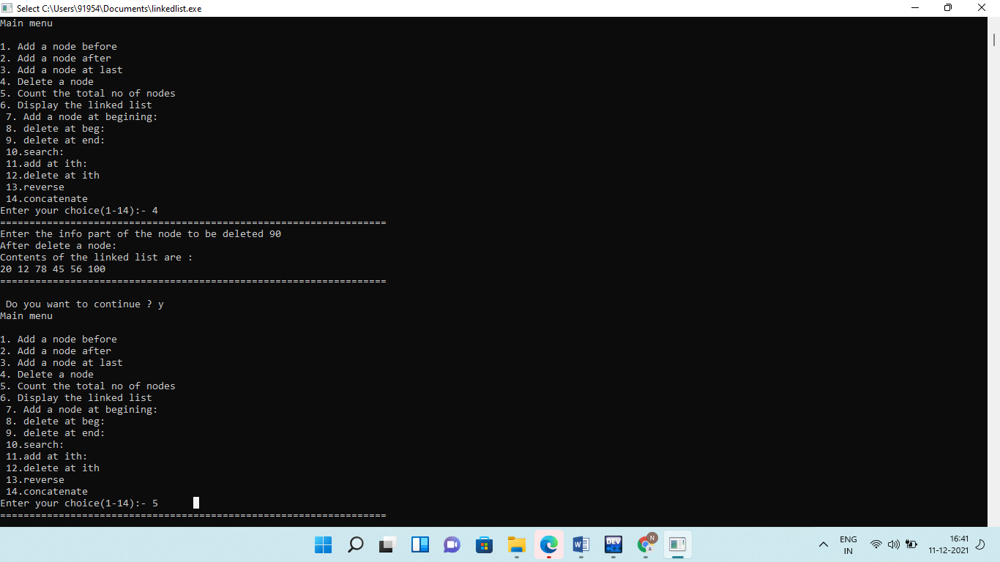 Select C:\Users\91954\Documents\linkedlist.exe
Main menu
1. Add a node before
2. Add a node after
3. Add a node at last
4. Delete a node
5. Count the total no of nodes
6. Display the linked list
7. Add a node at begining:
8. delete at beg:
9. delete at end:
10.search:
11.add at ith:
12.delete at ith
13.reverse
14.concatenate
Enter your choice(1-14):- 4
==================================================================
Enter the info part of the node to be deleted 90
After delete a node:
Contents of the linked list are :
20 12 78 45 56 100
==================================================================
Do you want to continue ? y
Main menu
1. Add a node before
2. Add a node after
3. Add a node at last
4. Delete a node
5. Count the total no of nodes
6. Display the linked list
7. Add a node at begining:
8. delete at beg:
9. delete at end:
10.search:
11.add at ith:
12.delete at ith
13.reverse
14.concatenate
Enter your choice(1-14):- 5
==================================================================
W
DEV
N
ENG
IN
16:41
11-12-2021